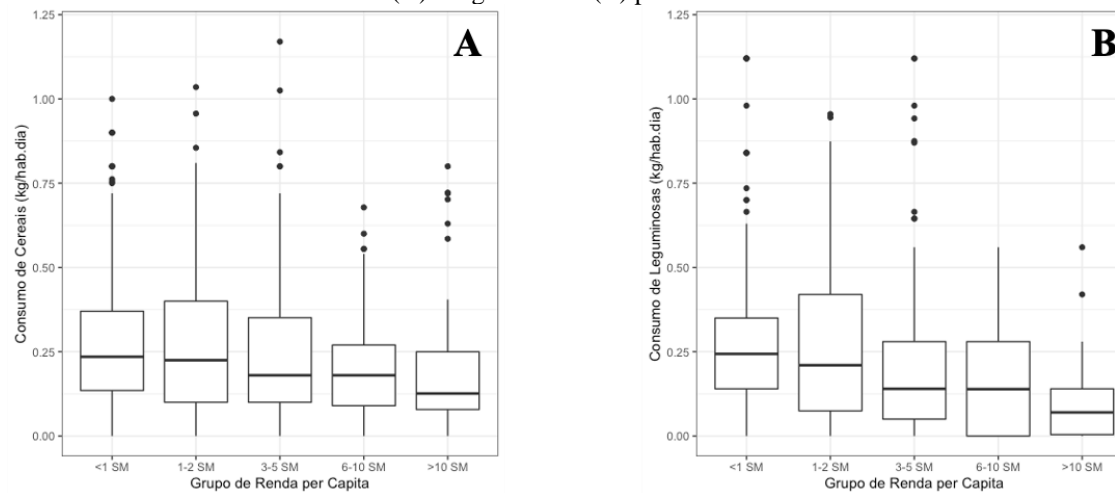 A
Consumo de Cereais (kg/hab.dia)
1.25
1.00
0.75
0.50
0.25
0.00
<1 SM 1-2 SM 3-5 SM 6-10 SM >10 SM
Grupo de Renda per Capita
B
Consumo de Leguminosas (kg/hab.dia)
1.25
1.00
0.75
0.50
0.25
0.00
<1 SM 1-2 SM 3-5 SM 6-10 SM >10 SM
Grupo de Renda per Capita